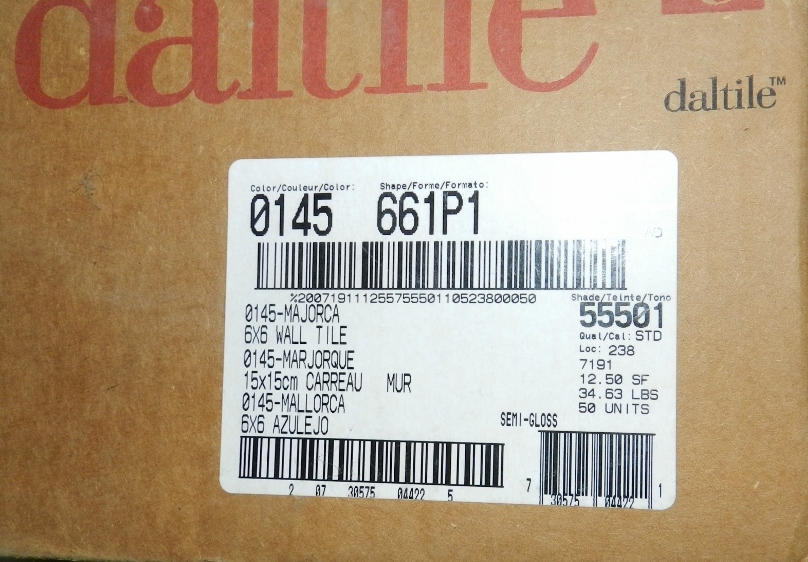 daltile
daltile™
Color/Couleur/Color: Shape/Forme/Formato:
0145 661P1
%2007191112557555011052380005​0
Shade/Teinte/Tono
55501
0145-MAJORCA
6X6 WALL TILE
0145-MARJORQUE
15x15cm CARREAU MUR
0145-MALLORCA
6X6 AZULEJO
Qual/Cal: STD
Loc: 238
7191
12.50 SF
34.63 LBS
50 UNITS
SEMI-GLOSS
2 07 30575 04422 5
7 30575 04422 1